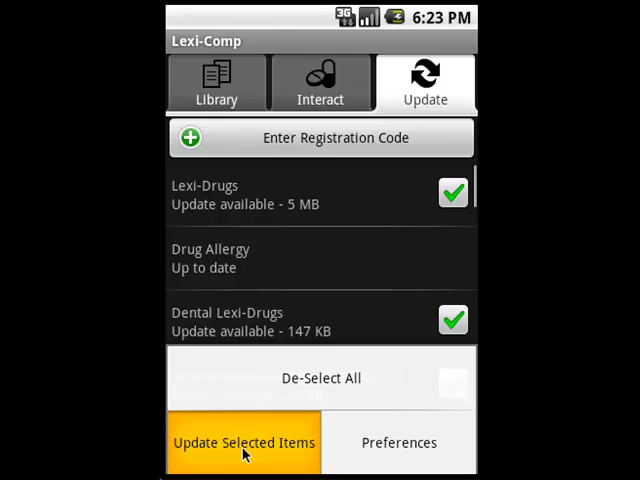 3G 6:23 PM
Lexi-Comp
Library Interact Update
Enter Registration Code
Lexi-Drugs
Update available - 5 MB
Drug Allergy
Up to date
Dental Lexi-Drugs
Update available - 147 KB
De-Select All
Update Selected Items Preferences